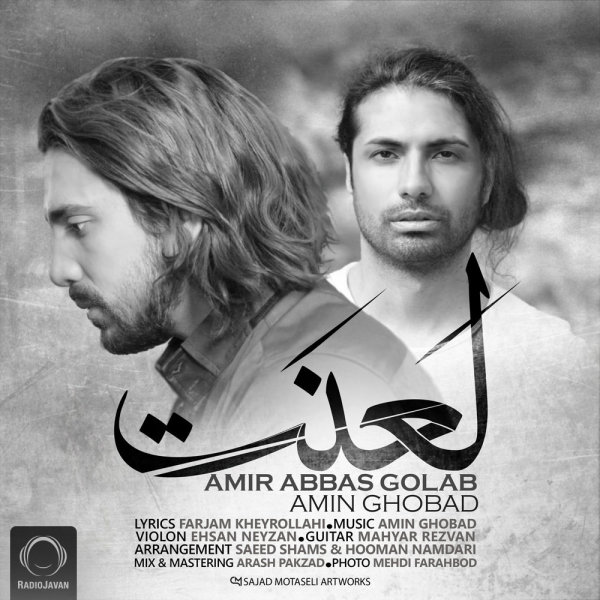 لعنت
AMIR ABBAS GOLAB
AMIN GHOBAD
LYRICS FARJAM KHEYROLLAHI●MUSIC AMIN GHOBAD
VIOLON EHSAN NEYZAN●GUITAR MAHYAR REZVAN
ARRANGEMENT SAEED SHAMS & HOOMAN NAMDARI
MIX & MASTERING ARASH PAKZAD●PHOTO MEHDI FARAHBOD
SAJAD MOTASELI ARTWORKS
RADIOJAVAN